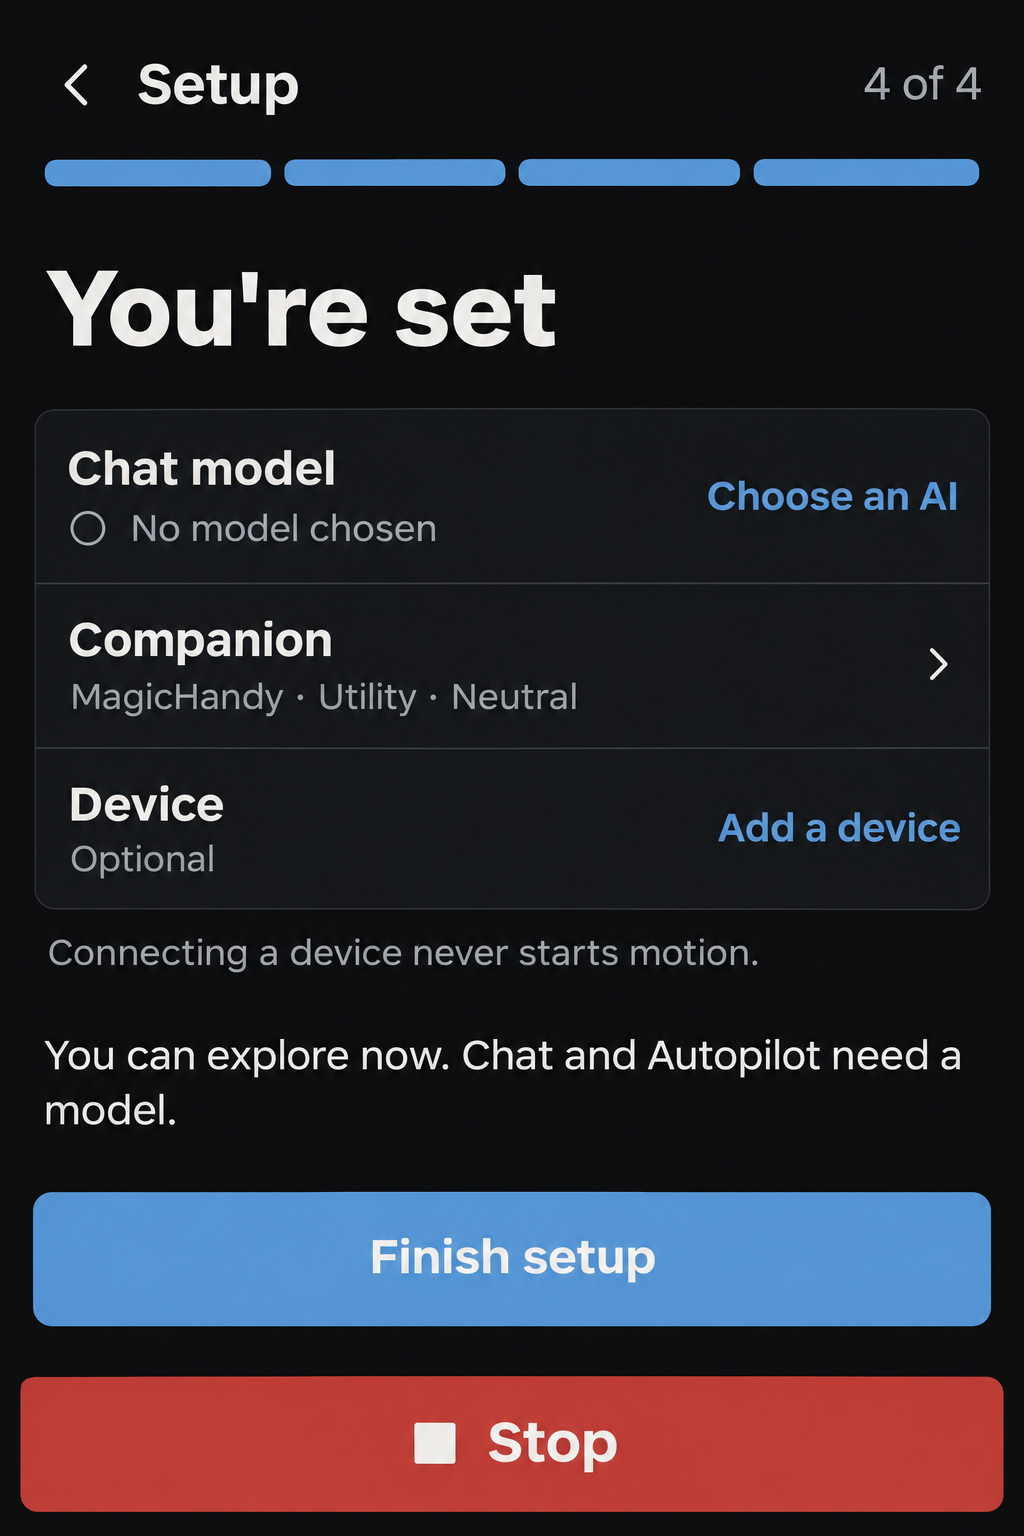 Setup
4 of 4
You're set
Chat model
No model chosen
Choose an AI
Companion
MagicHandy · Utility · Neutral
Device
Optional
Add a device
Connecting a device never starts motion.
You can explore now. Chat and Autopilot need a
model.
Finish setup
Stop